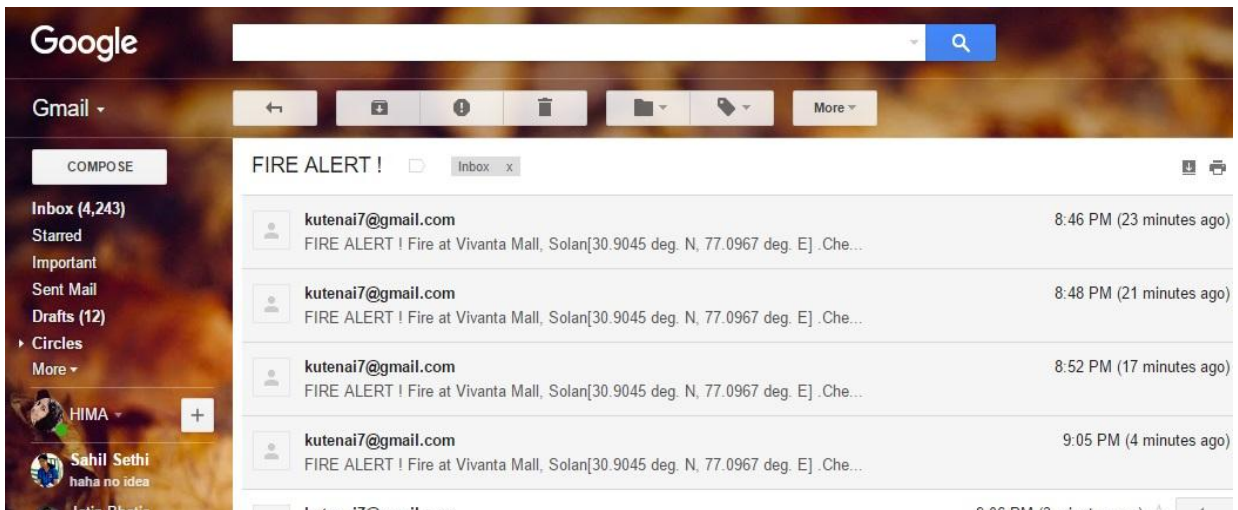 Google
Gmail
More
COMPOSE
FIRE ALERT !
Inbox x
Inbox (4,243)
Starred
Important
Sent Mail
Drafts (12)
Circles
More
HIMA
+
Sahil Sethi
haha no idea
kutenai7@gmail.com 8:46 PM (23 minutes ago)
FIRE ALERT ! Fire at Vivanta Mall, Solan[30.9045 deg. N, 77.0967 deg. E] .Che...
kutenai7@gmail.com 8:48 PM (21 minutes ago)
FIRE ALERT ! Fire at Vivanta Mall, Solan[30.9045 deg. N, 77.0967 deg. E] .Che...
kutenai7@gmail.com 8:52 PM (17 minutes ago)
FIRE ALERT ! Fire at Vivanta Mall, Solan[30.9045 deg. N, 77.0967 deg. E] .Che...
kutenai7@gmail.com 9:05 PM (4 minutes ago)
FIRE ALERT ! Fire at Vivanta Mall, Solan[30.9045 deg. N, 77.0967 deg. E] .Che...